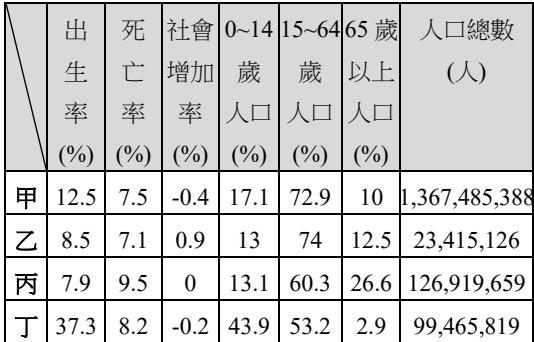 出生率(%) 死亡率(%) 社會增加率(%) 0~14歲人口(%) 15~64歲人口(%) 65歲以上人口(%) 人口總數(人)
甲 12.5 7.5 -0.4 17.1 72.9 10 1,367,485,388
乙 8.5 7.1 0.9 13 74 12.5 23,415,126
丙 7.9 9.5 0 13.1 60.3 26.6 126,919,659
丁 37.3 8.2 -0.2 43.9 53.2 2.9 99,465,819